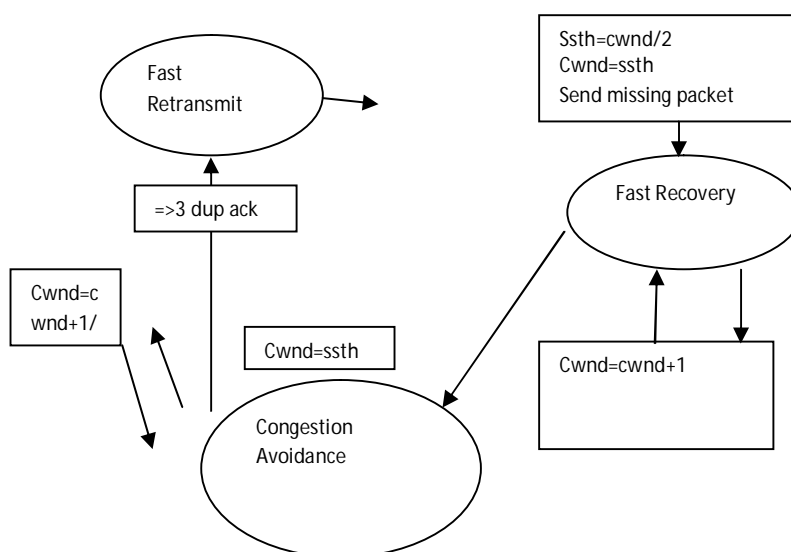 Ssth=cwnd/2
Cwnd=ssth
Send missing packet
Fast
Retransmit
=>3 dup ack
Fast Recovery
Cwnd=c
wnd+1/
Cwnd=ssth
Cwnd=cwnd+1
Congestion
Avoidance